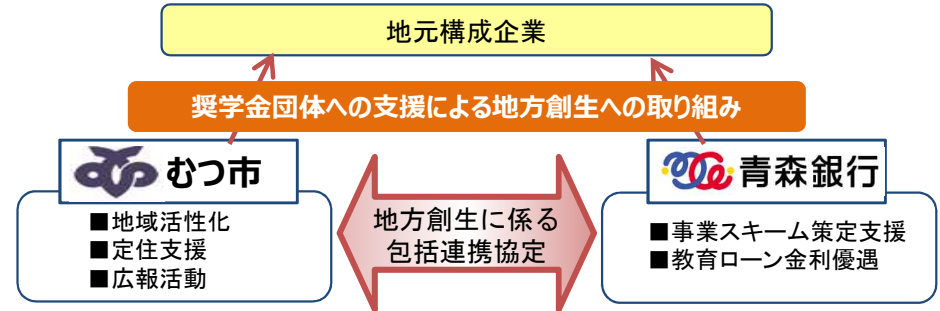 地元構成企業
奨学金団体への支援による地方創生への取り組み
むつ市
■地域活性化
■定住支援
■広報活動
地方創生に係る
包括連携協定
青森銀行
■事業スキーム策定支援
■教育ローン金利優遇